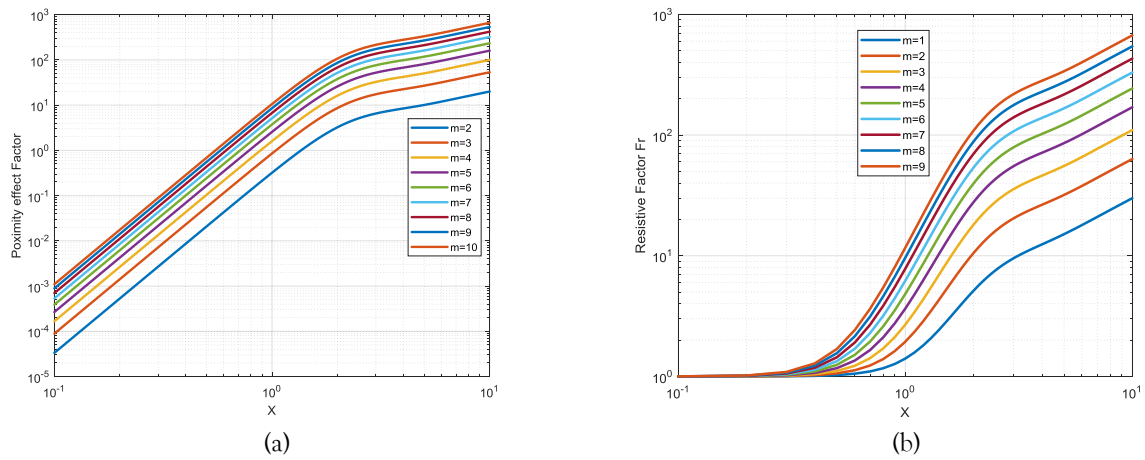 10^3
10^2
10^1
10^0
10^-1
10^-2
10^-3
10^-4
10^-5
Poximity effect Factor
m=2
m=3
m=4
m=5
m=6
m=7
m=8
m=9
m=10
10^-1
10^0
10^1
X
(a)
10^3
10^2
10^1
10^0
Resistive Factor Fr
m=1
m=2
m=3
m=4
m=5
m=6
m=7
m=8
m=9
10^-1
10^0
10^1
X
(b)